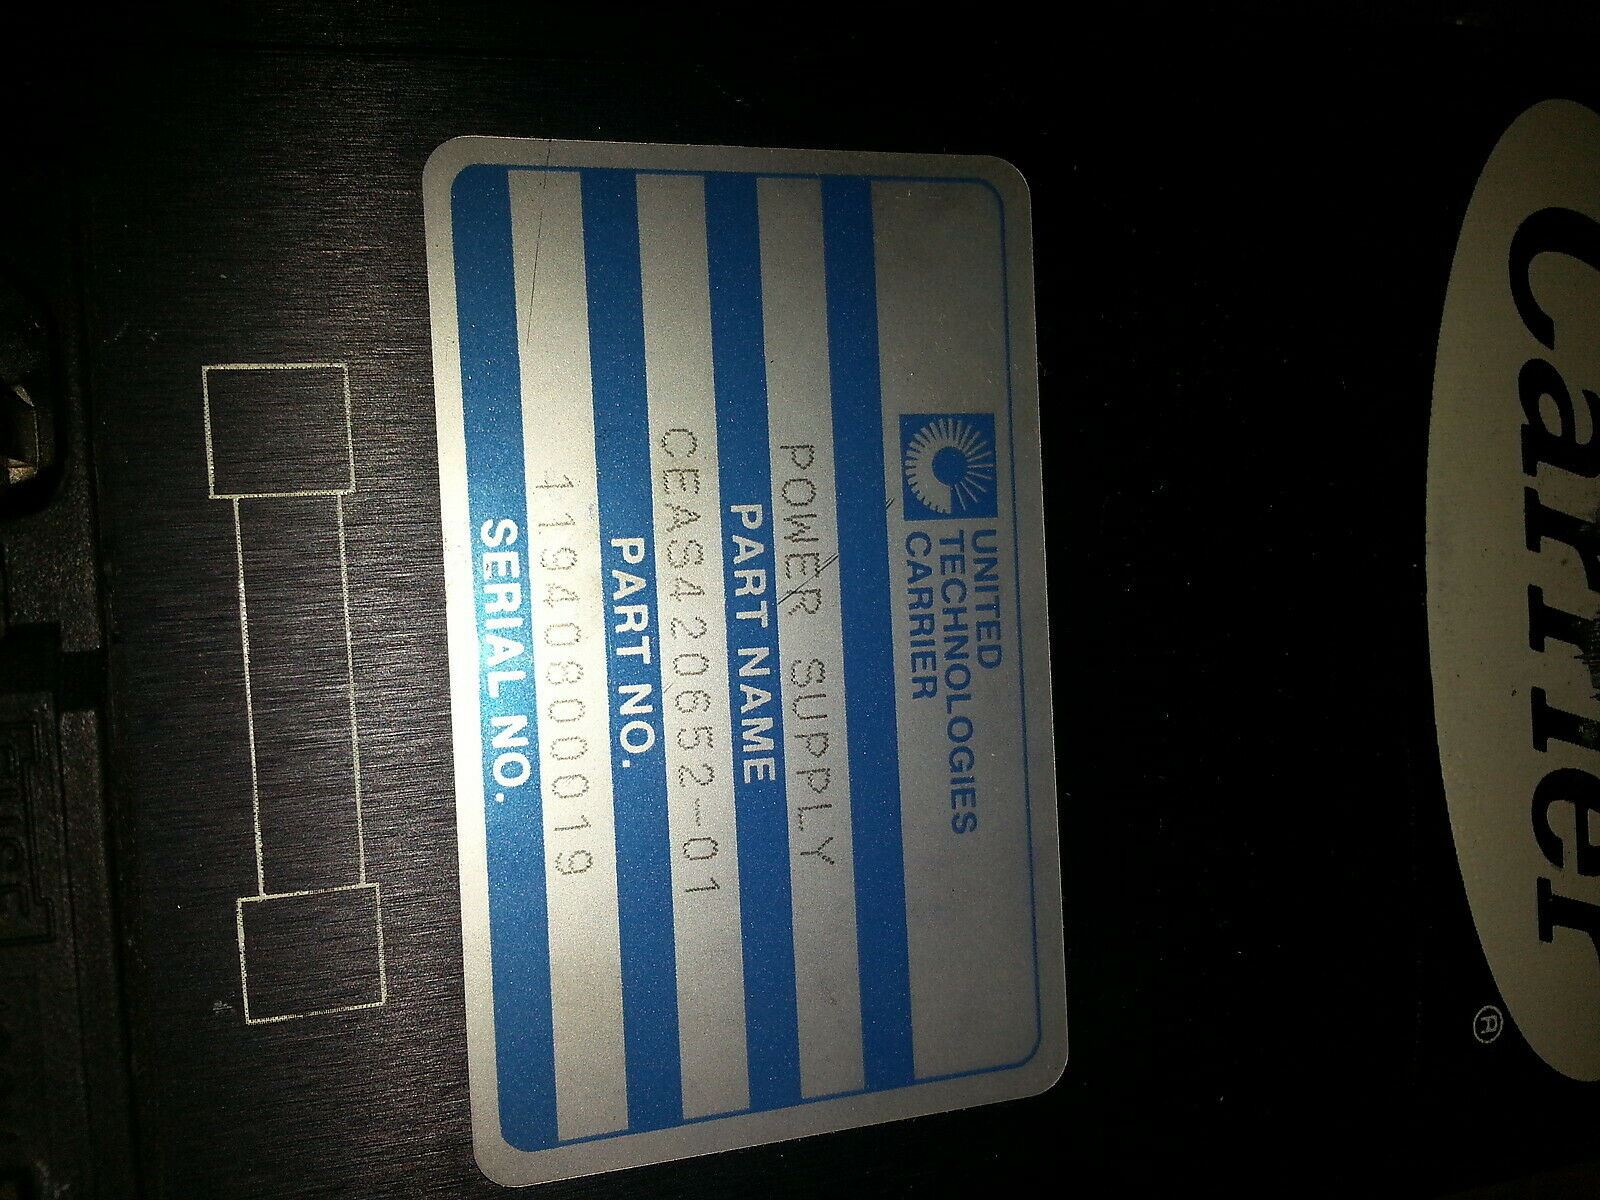 Carrier
®
UNITED
TECHNOLOGIES
CARRIER
POWER SUPPLY
PART NAME
CEAS420652-01
PART NO.
1194080019
SERIAL NO.